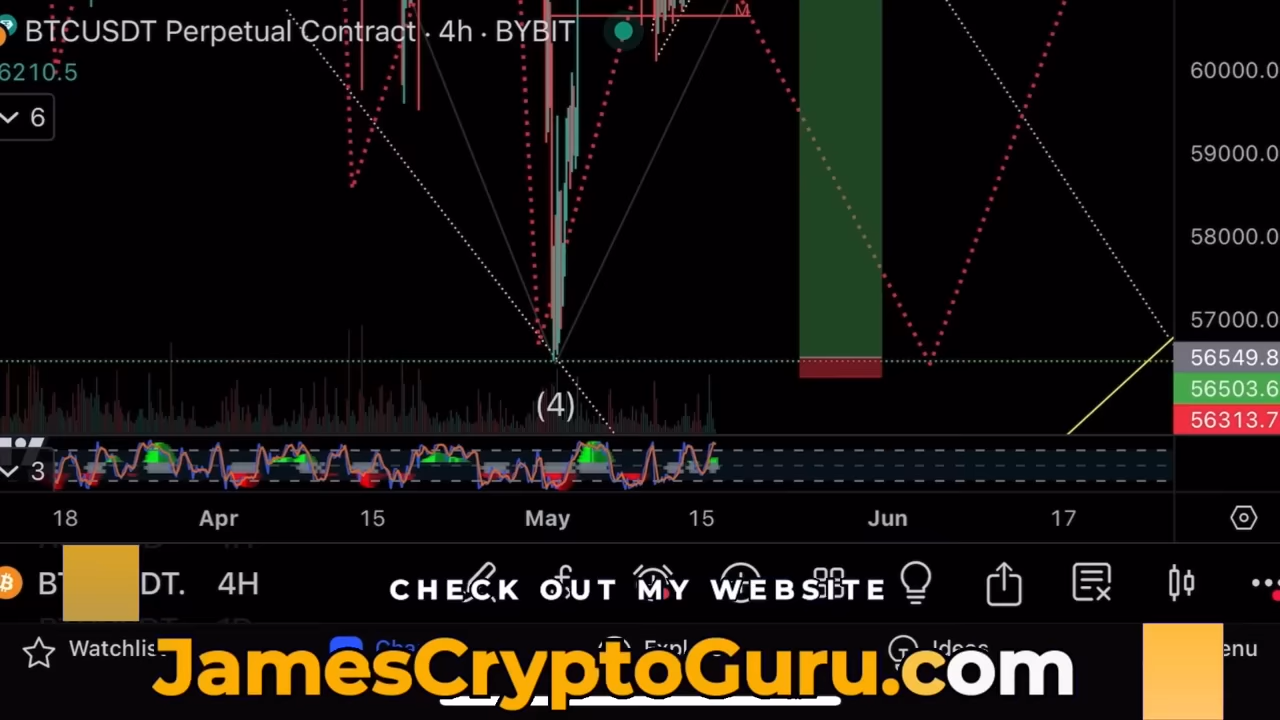 BTCUSDT Perpetual Contract · 4h · BYBIT
6210.5
6
M
60000.0
59000.0
58000.0
57000.0
56549.8
56503.6
56313.7
(4)
3
18 Apr 15 May 15 Jun 17
DT. 4H
CHECK OUT MY WEBSITE
Watchlist
JamesCryptoGuru.com